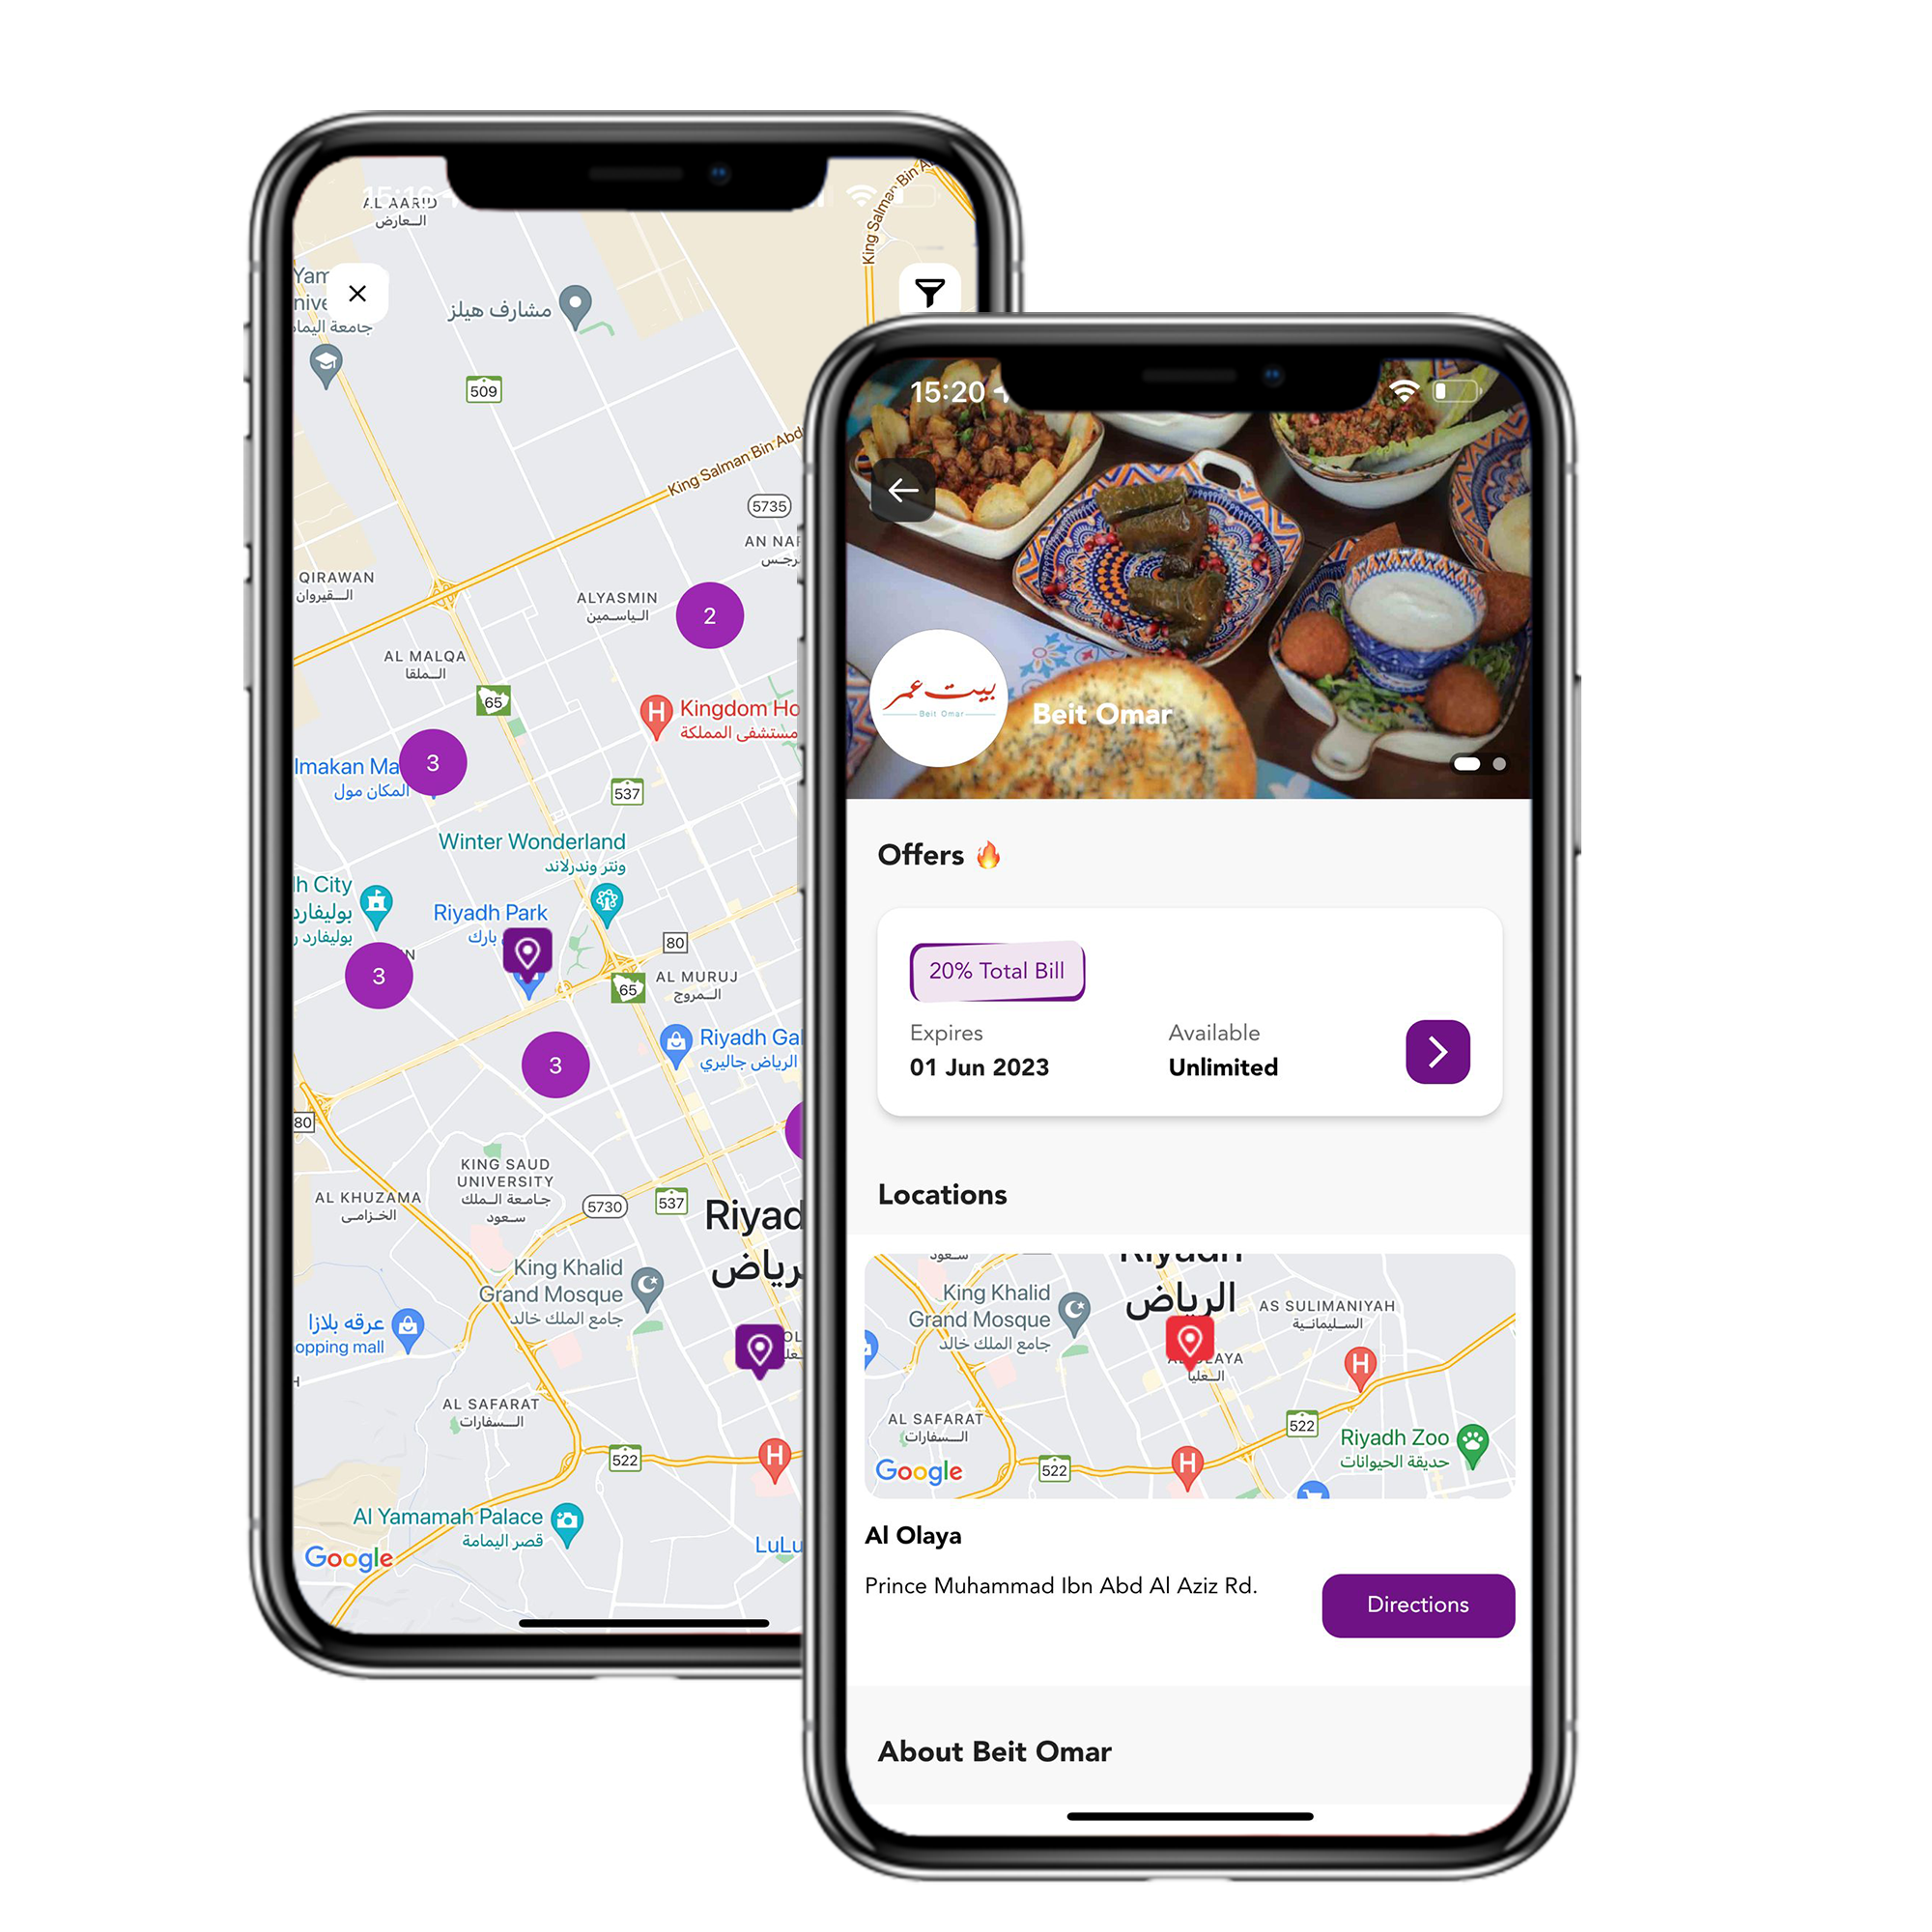 15:16
AL AARID
العارض
King Salman Bin A
Yam
nive
جامعة اليما
مشارف هيلز
509
King Salman Bin Abd
5735
AN NAR
رجس
QIRAWAN
القيروان
ALYASMIN
الياسمين
2
AL MALQA
الملقا
65
Kingdom Ho
مستشفى المملكة
3
lmakan Ma
المكان مول
537
Winter Wonderland
ونتر وندرلاند
h City
بوليفارد
بوليفارد ر
Riyadh Park
بارك
80
3
N
65
AL MURUJ
المروج
Riyadh Gal
الرياض جاليري
3
80
KING SAUD
UNIVERSITY
جامعة الملك
سعود
AL KHUZAMA
الخزامى
5730
537
Riyad
رياض
King Khalid
Grand Mosque
جامع الملك خالد
عرقه بلازا
opping mall
OL
H
AL SAFARAT
السفارات
522
H
Al Yamamah Palace
قصر اليمامة
LuLu
Google
15:20
بيت عمر
Beit Omar
Beit Omar
Offers
20% Total Bill
Expires
Available
01 Jun 2023
Unlimited
Locations
سعود
Riyadh
الرياض
King Khalid
Grand Mosque
جامع الملك خالد
AS SULIMANIYAH
السليمانية
AL OLAYA
العليا
H
AL SAFARAT
السفارات
522
Riyadh Zoo
حديقة الحيوانات
Google
522
H
Al Olaya
Prince Muhammad Ibn Abd Al Aziz Rd.
Directions
About Beit Omar